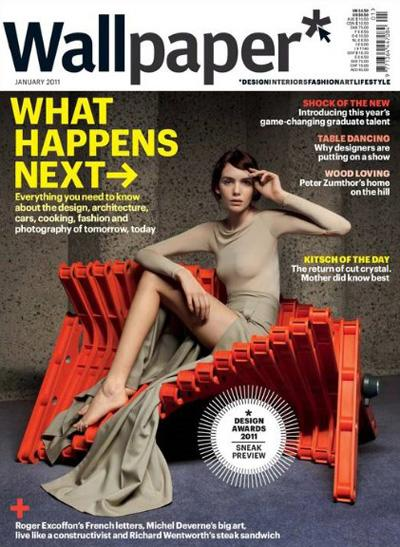 Wallpaper*
JANUARY 2011
*DESIGNINTERIORSFASHIONARTLIFESTYLE
WHAT
HAPPENS
NEXT→
Everything you need to know
about the design, architecture,
cars, cooking, fashion and
photography of tomorrow, today
SHOCK OF THE NEW
Introducing this year's
game-changing graduate talent
TABLE DANCING
Why designers are
putting on a show
WOOD LOVING
Peter Zumthor's home
on the hill
KITSCH OF THE DAY
The return of cut crystal.
Mother did know best
*
DESIGN
AWARDS
2011
SNEAK
PREVIEW
+
Roger Excoffon's French letters, Michel Deverne's big art,
live like a constructivist and Richard Wentworth's steak sandwich